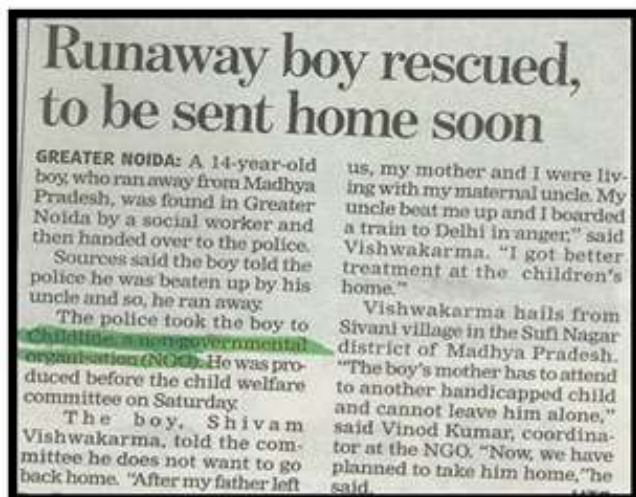 Runaway boy rescued,
to be sent home soon
GREATER NOIDA: A 14-year-old
boy, who ran away from Madhya
Pradesh, was found in Greater
Noida by a social worker and
then handed over to the police.
Sources said the boy told the
police he was beaten up by his
uncle and so, he ran away.
The police took the boy to
Childline, a non-governmental
organisation (NGO). He was pro-
duced before the child welfare
committee on Saturday.
The boy, Shivam
Vishwakarma, told the com-
mittee he does not want to go
back home. "After my father left
us, my mother and I were liv-
ing with my maternal uncle. My
uncle beat me up and I boarded
a train to Delhi in anger," said
Vishwakarma. "I got better
treatment at the children's
home."
Vishwakarma hails from
Sivani village in the Sufi Nagar
district of Madhya Pradesh.
"The boy's mother has to attend
to another handicapped child
and cannot leave him alone,"
said Vinod Kumar, coordina-
tor at the NGO. "Now, we have
planned to take him home,"he
said.